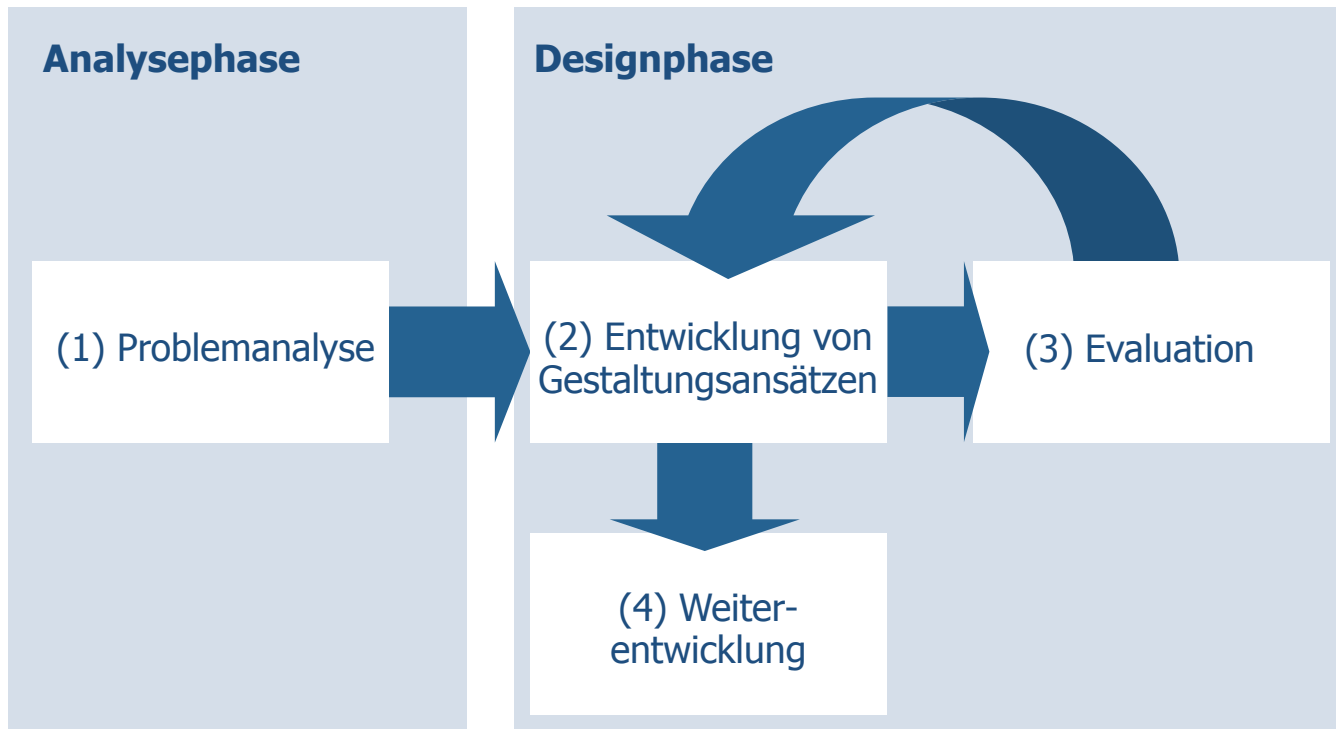 Analysephase
Designphase
(1) Problemanalyse
(2) Entwicklung von
Gestaltungsansätzen
(3) Evaluation
(4) Weiter-
entwicklung